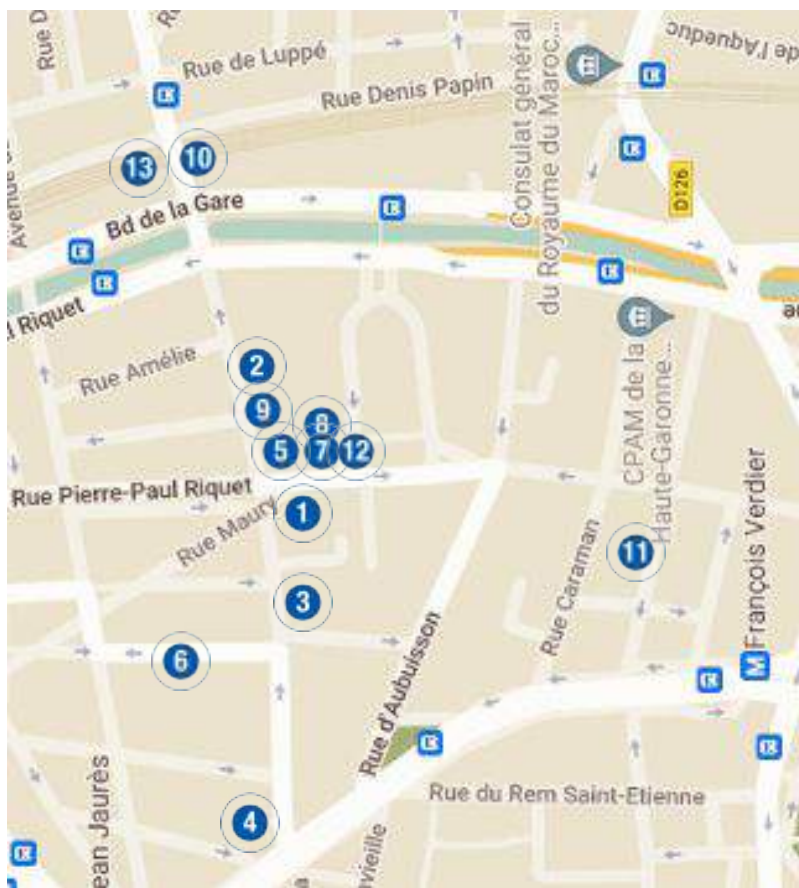 Rue de Luppé
Rue Denis Papin
Consulat général
du Royaume du Maroc...
de l'Aqueduc
D126
13
10
Bd de la Gare
Riquet
Rue Amélie
2
9
8
5
7
12
Rue Pierre-Paul Riquet
Rue Maury
1
CPAM de la
Haute-Garonne...
11
François Verdier
M
Rue Caraman
3
6
Rue d'Aubuisson
Rue du Rem Saint-Etienne
4
ean Jaurès
vieille